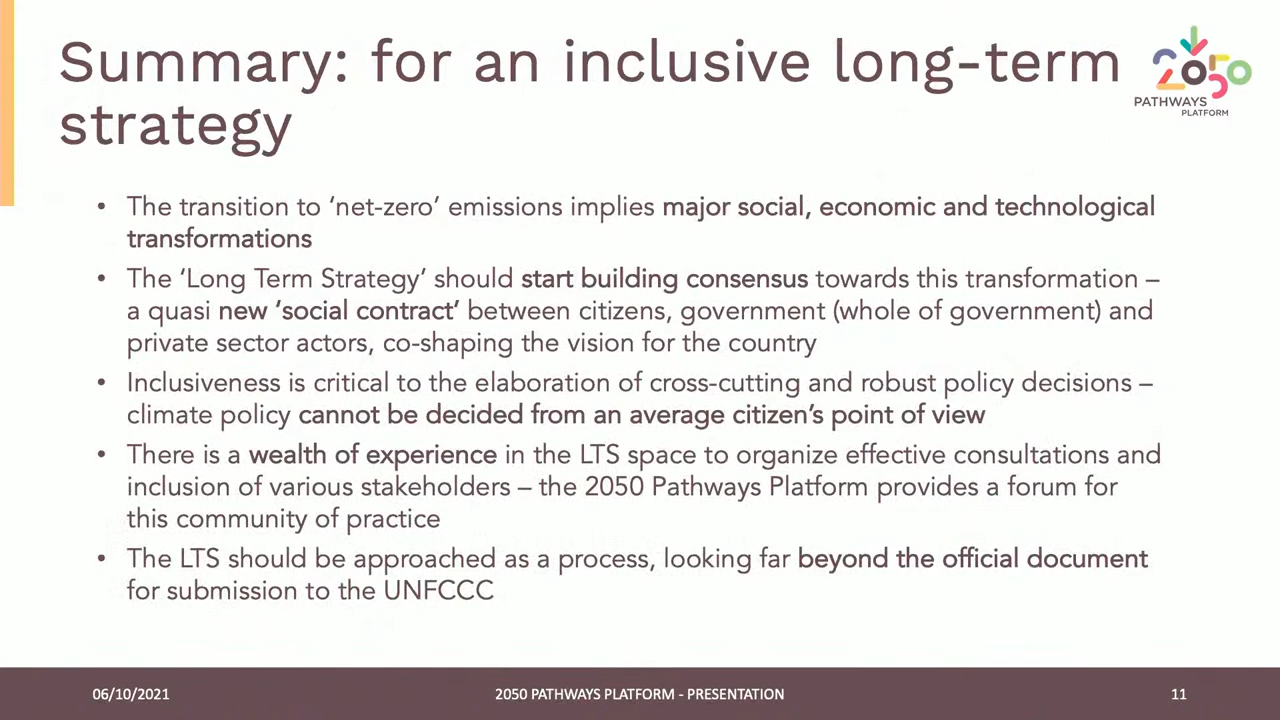 Summary: for an inclusive long-term
strategy
2050
PATHWAYS
PLATFORM
• The transition to ‘net-zero’ emissions implies major social, economic and technological
transformations
• The ‘Long Term Strategy’ should start building consensus towards this transformation –
a quasi new ‘social contract’ between citizens, government (whole of government) and
private sector actors, co-shaping the vision for the country
• Inclusiveness is critical to the elaboration of cross-cutting and robust policy decisions –
climate policy cannot be decided from an average citizen’s point of view
• There is a wealth of experience in the LTS space to organize effective consultations and
inclusion of various stakeholders – the 2050 Pathways Platform provides a forum for
this community of practice
• The LTS should be approached as a process, looking far beyond the official document
for submission to the UNFCCC
06/10/2021
2050 PATHWAYS PLATFORM - PRESENTATION
11